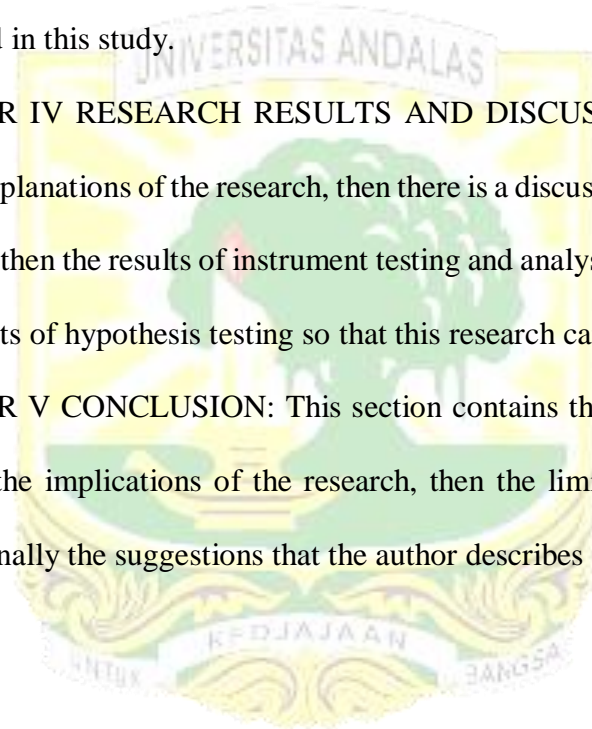 UNIVERSITAS ANDALAS
in this study.
R IV RESEARCH RESULTS AND DISCUS
planations of the research, then there is a discus
then the results of instrument testing and analys
ts of hypothesis testing so that this research ca
R V CONCLUSION: This section contains th
the implications of the research, then the lim
nally the suggestions that the author describes
KEDJAJAAN
UNTUK BANGSA